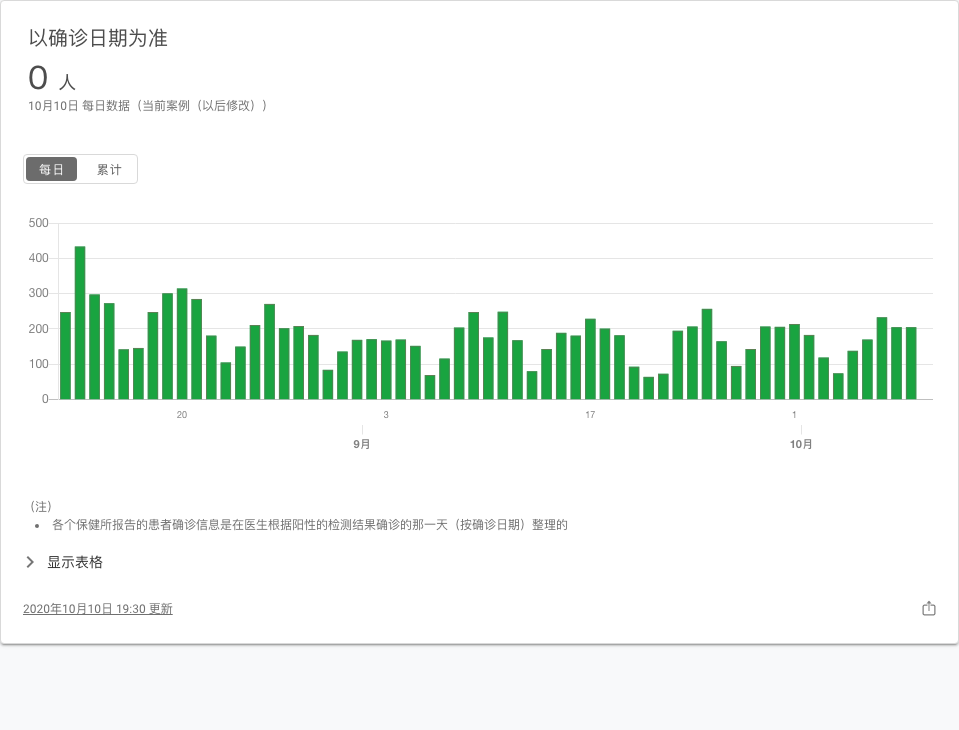 以确诊日期为准
0 人
10月10日 每日数据（当前案例（以后修改））
每日 累计
500
400
300
200
100
0
20 3 17 1
9月 10月
（注）
• 各个保健所报告的患者确诊信息是在医生根据阳性的检测结果确诊的那一天（按确诊日期）整理的
显示表格
2020年10月10日 19:30 更新